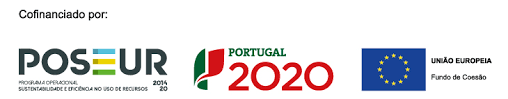 Cofinanciado por:
POSEUR
PROGRAMA OPERACIONAL
SUSTENTABILIDADE E EFICIÊNCIA NO USO DE RECURSOS
2014
20
PORTUGAL
2020
UNIÃO EUROPEIA
Fundo de Coesão